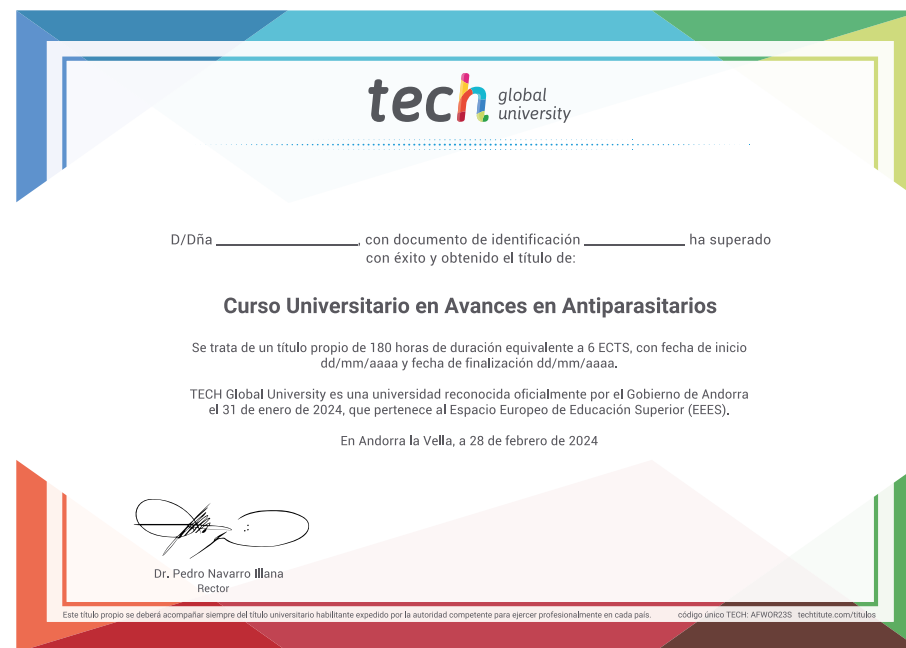 tech global university
D/Dña ____________________, con documento de identificación ______________ ha superado
con éxito y obtenido el título de:
Curso Universitario en Avances en Antiparasitarios
Se trata de un título propio de 180 horas de duración equivalente a 6 ECTS, con fecha de inicio
dd/mm/aaaa y fecha de finalización dd/mm/aaaa.
TECH Global University es una universidad reconocida oficialmente por el Gobierno de Andorra
el 31 de enero de 2024, que pertenece al Espacio Europeo de Educación Superior (EEES).
En Andorra la Vella, a 28 de febrero de 2024
Dr. Pedro Navarro Illana
Rector
Este título propio se deberá acompañar siempre del título universitario habilitante expedido por la autoridad competente para ejercer profesionalmente en cada país. código único TECH: AFWOR23S techtitute.com/titulos